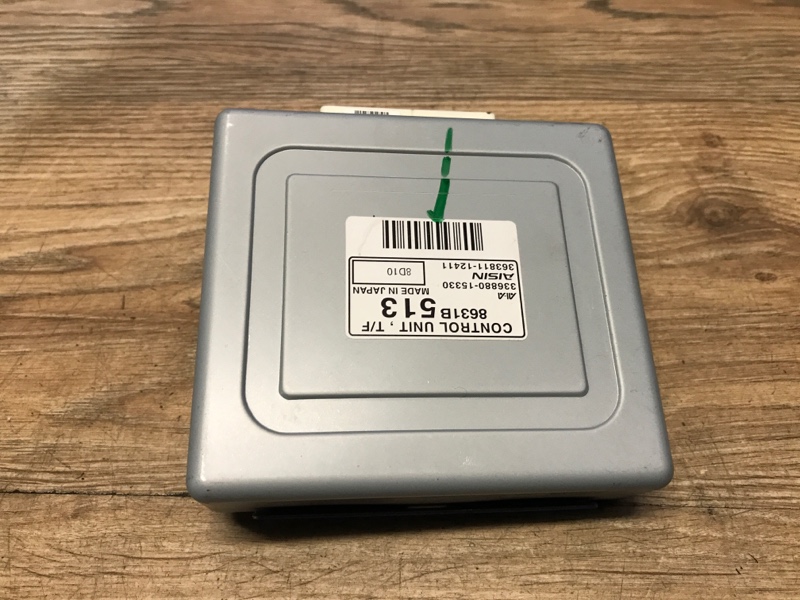 CONTROL UNIT, T/F
8631B 513
336880-15330 MADE IN JAPAN
AISIN
363811-12411
8D10